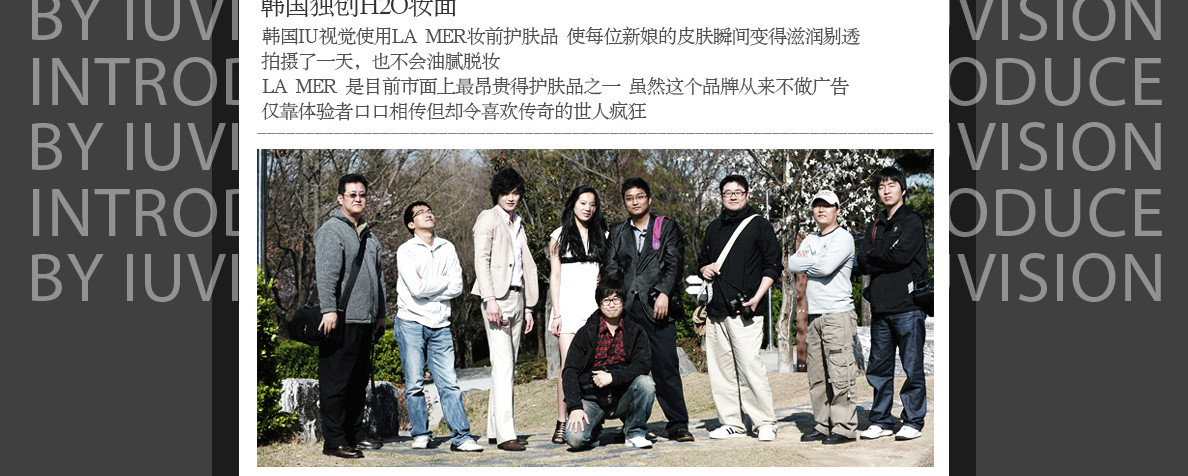 韩国独创H2O妆面
韩国IU视觉使用LA MER妆前护肤品 使每位新娘的皮肤瞬间变得滋润剔透
拍摄了一天，也不会油腻脱妆
LA MER 是目前市面上最昂贵得护肤品之一 虽然这个品牌从来不做广告
仅靠体验者口口相传但却令喜欢传奇的世人疯狂
BY IUVI
INTROD
BY IUVI
INTROD
BY IUVI
VISION
ODUCE
VISION
ODUCE
VISION